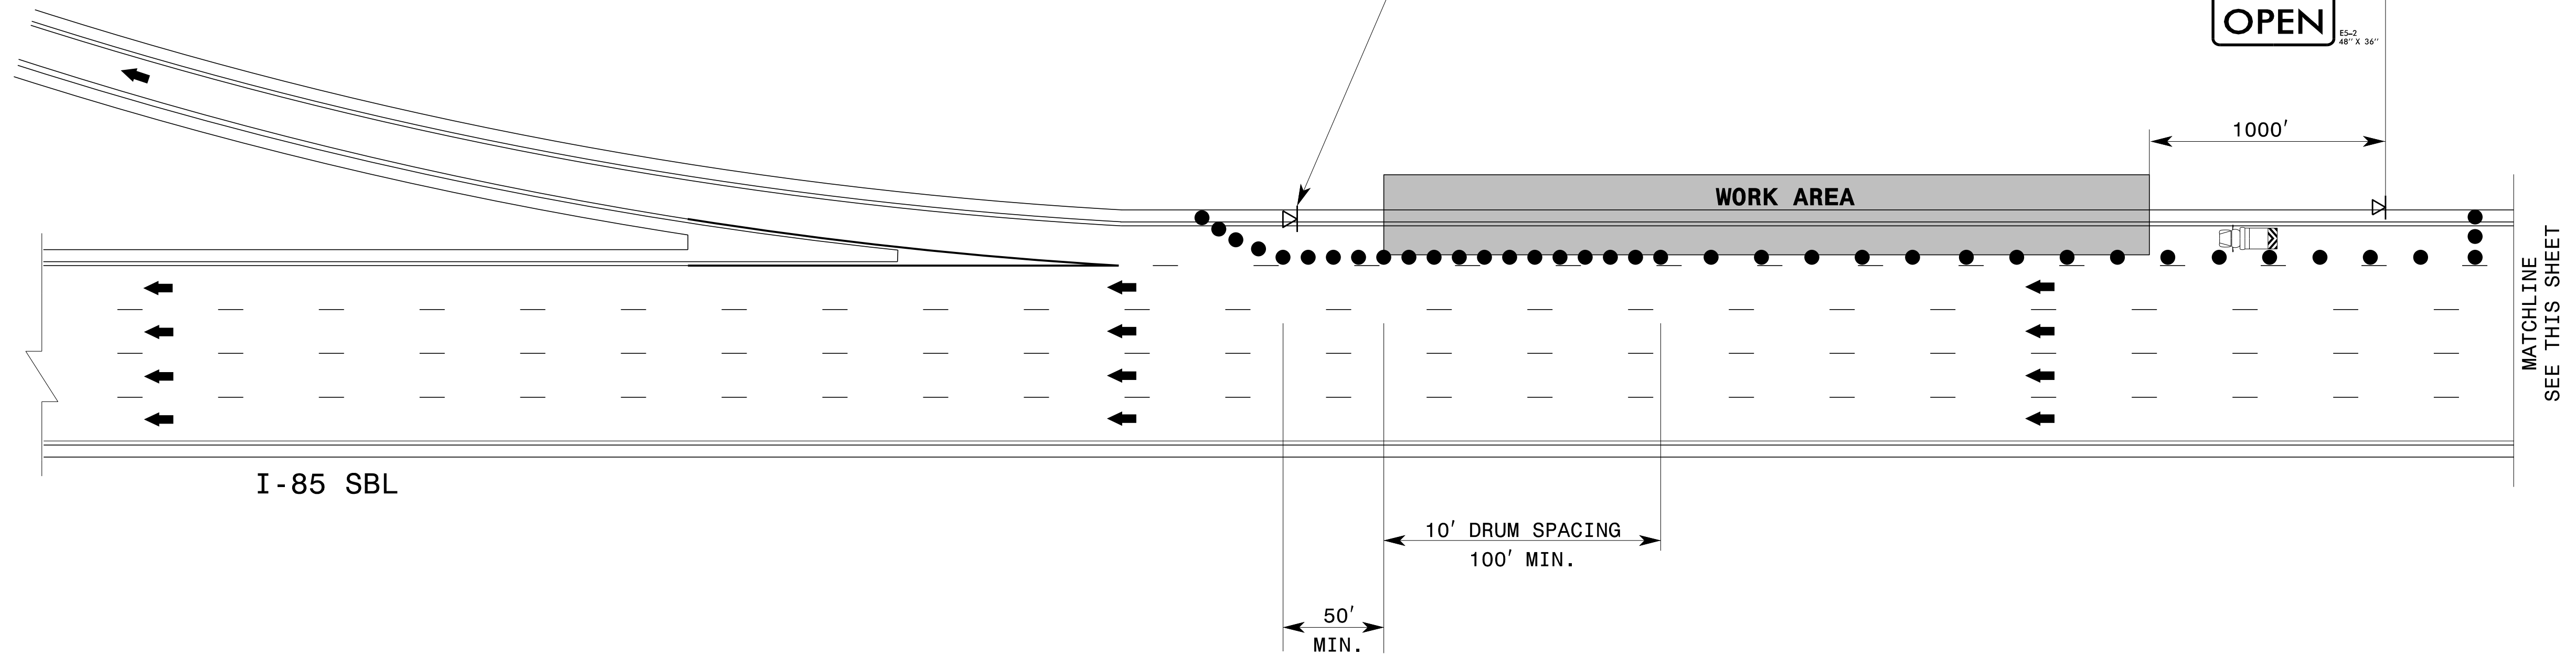 OPEN
E5-2
48" X 36"
1000'
WORK AREA
MATCHLINE
SEE THIS SHEET
I-85 SBL
10' DRUM SPACING
100' MIN.
50'
MIN.